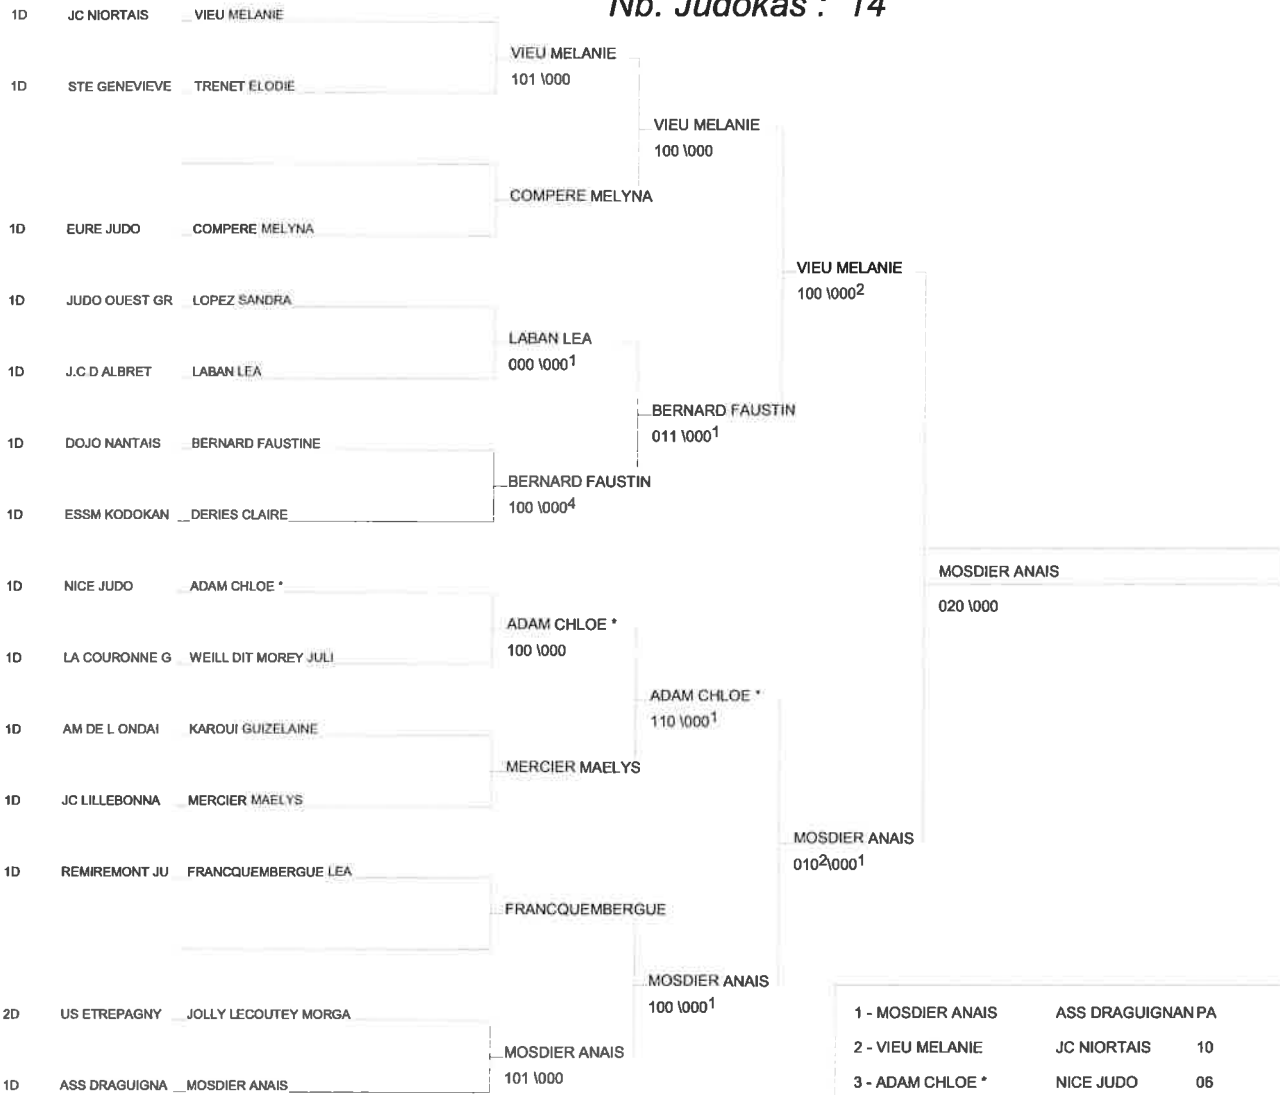 Nb. Judokas : 14
1D JC NIORTAIS VIEU MELANIE
VIEU MELANIE
101 \000
1D STE GENEVIEVE TRENET ELODIE
VIEU MELANIE
100 \000
COMPERE MELYNA
1D EURE JUDO COMPERE MELYNA
VIEU MELANIE
100 \000²
1D JUDO OUEST GR LOPEZ SANDRA
LABAN LEA
000 \000¹
1D J.C D ALBRET LABAN LEA
BERNARD FAUSTIN
011 \000¹
1D DOJO NANTAIS BERNARD FAUSTINE
BERNARD FAUSTIN
100 \000⁴
1D ESSM KODOKAN DERIES CLAIRE
MOSDIER ANAIS
020 \000
1D NICE JUDO ADAM CHLOE *
ADAM CHLOE *
100 \000
1D LA COURONNE G WEILL DIT MOREY JULI
ADAM CHLOE *
110 \000¹
1D AM DE L ONDAI KAROUI GUIZELAINE
MERCIER MAELYS
1D JC LILLEBONNA MERCIER MAELYS
MOSDIER ANAIS
010²\000¹
1D REMIREMONT JU FRANCQUEMBERGUE LEA
FRANCQUEMBERGUE
MOSDIER ANAIS
100 \000¹
2D US ETREPAGNY JOLLY LECOUTEY MORGA
MOSDIER ANAIS
101 \000
1D ASS DRAGUIGNA MOSDIER ANAIS
1 - MOSDIER ANAIS ASS DRAGUIGNAN PA
2 - VIEU MELANIE JC NIORTAIS 10
3 - ADAM CHLOE * NICE JUDO 06